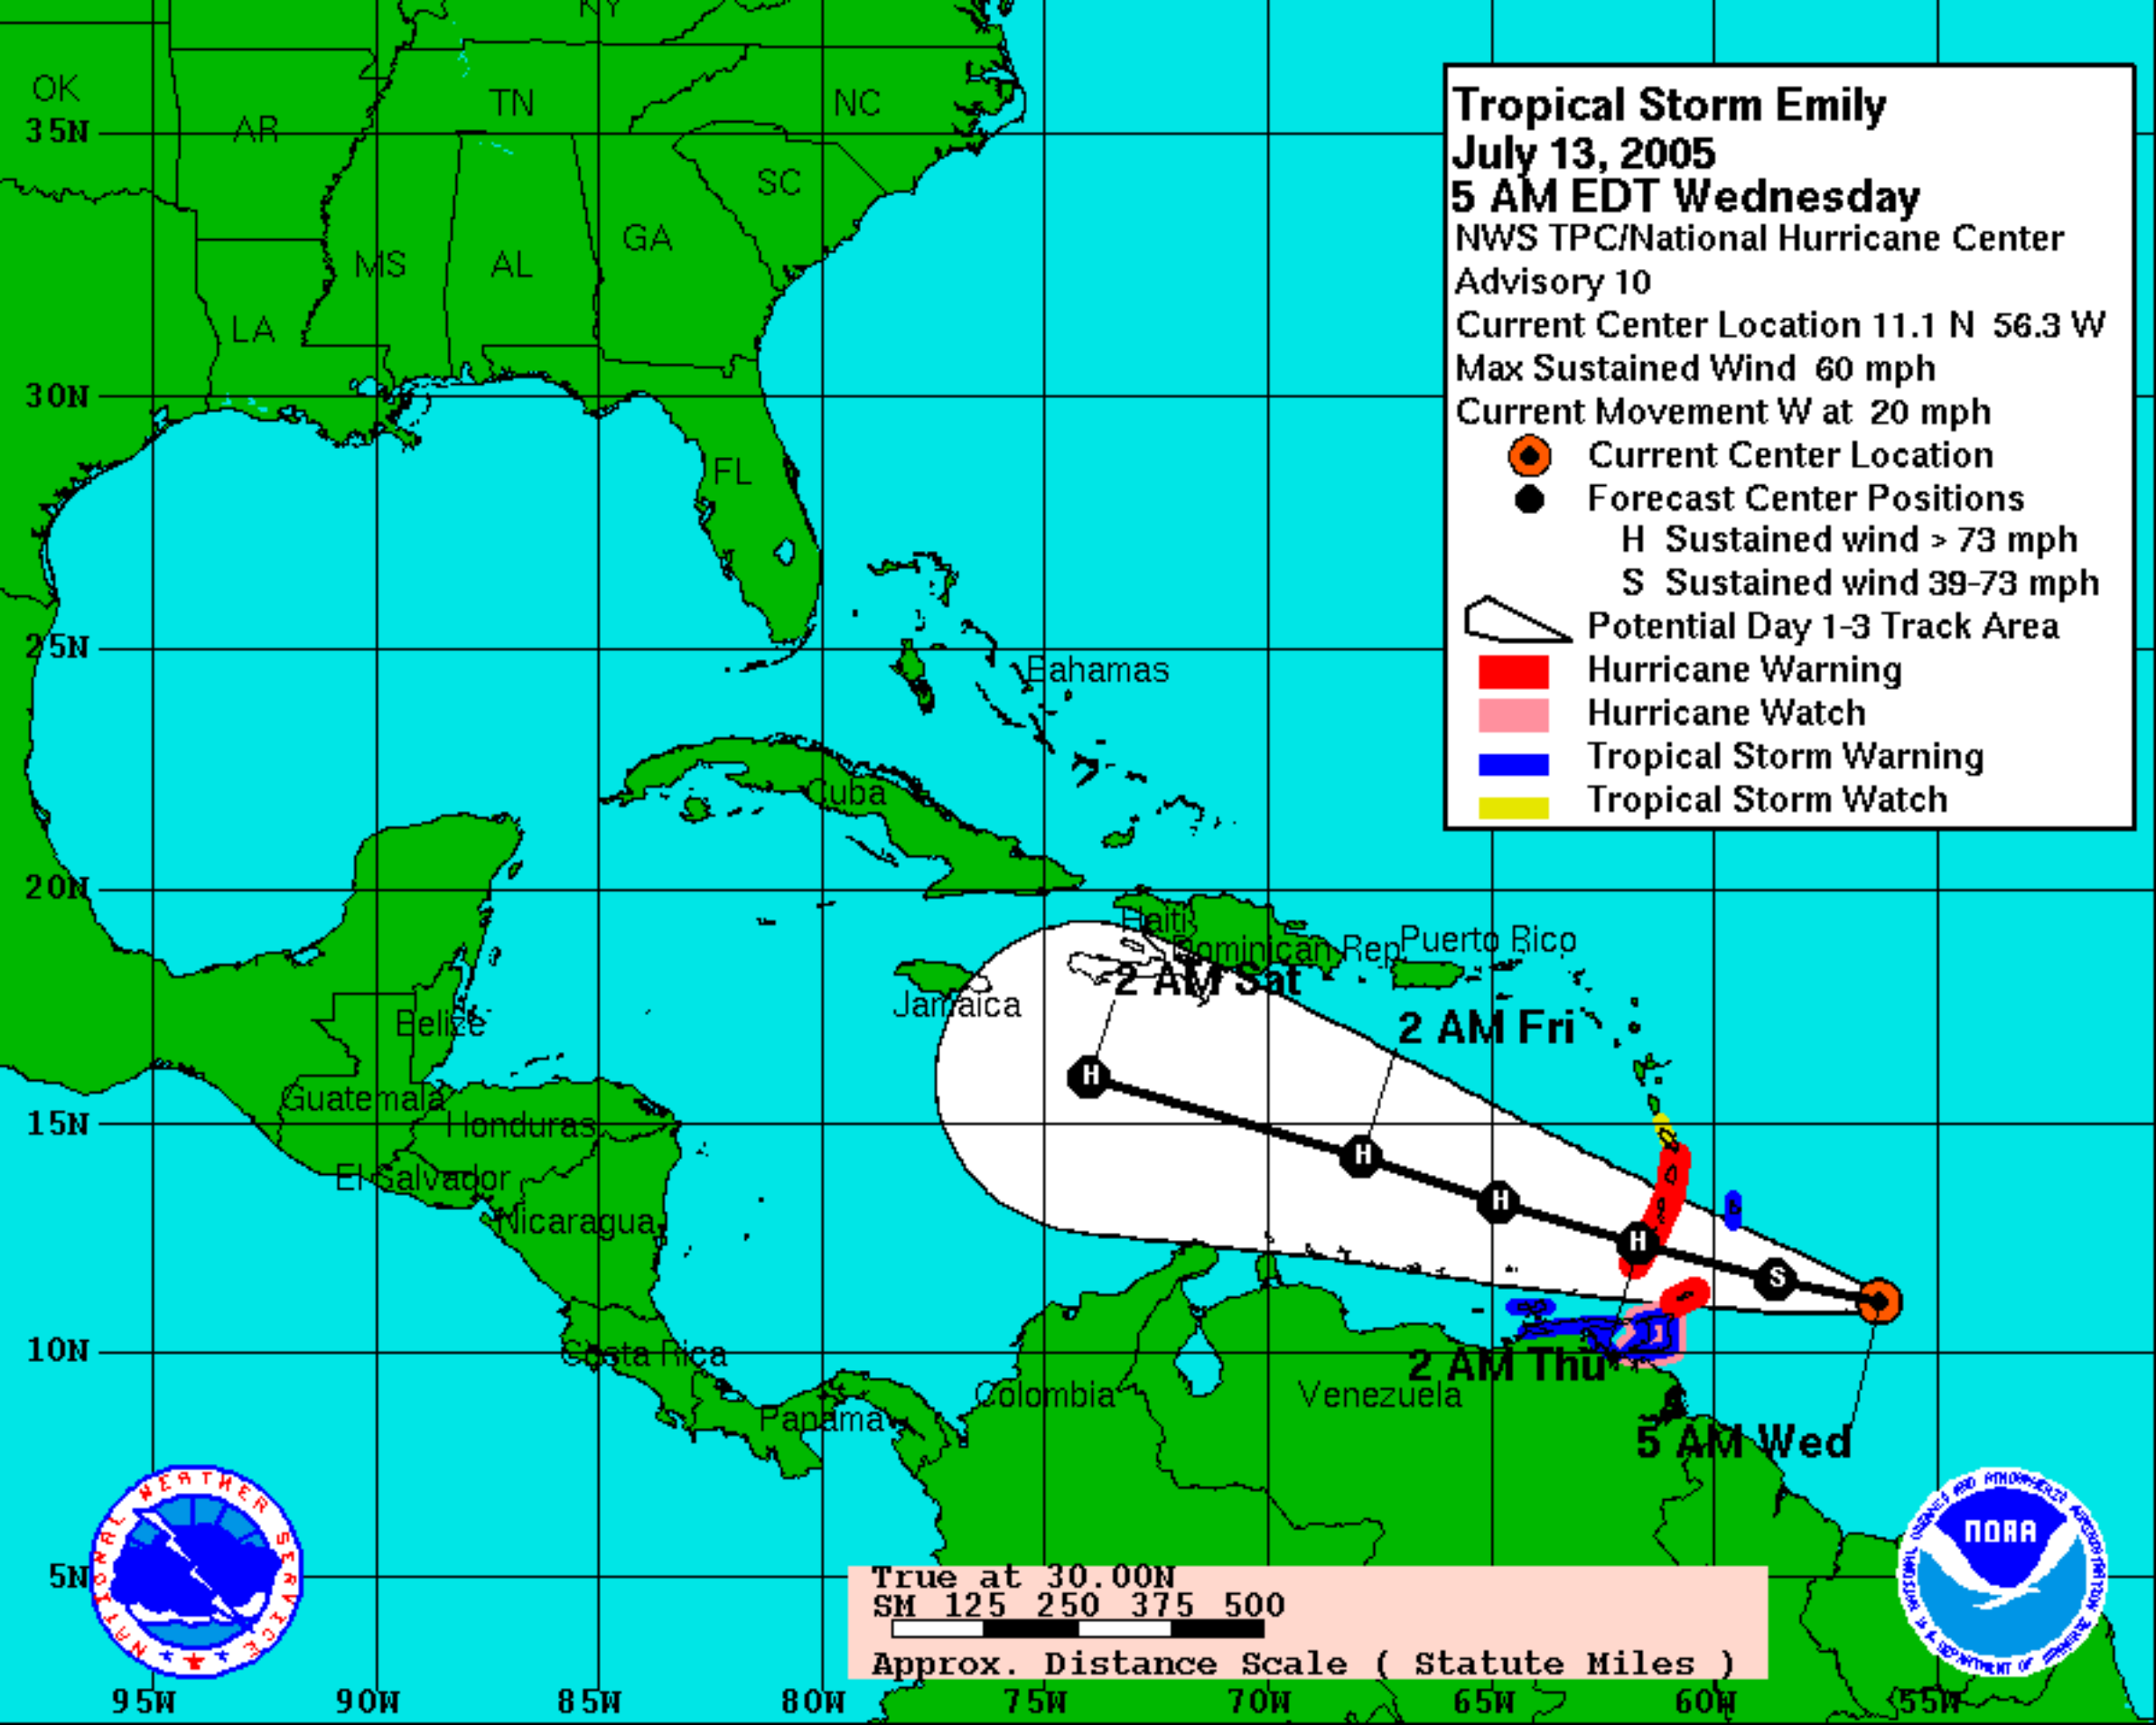 KY
OK
TN
NC
AR
35N
SC
GA
MS
AL
LA
30N
FL
25N
Bahamas
Cuba
20N
Haiti
Dominican Rep
Puerto Rico
2 AM Sat
Jamaica
2 AM Fri
Belize
H
Guatemala
Honduras
15N
H
El Salvador
H
Nicaragua
H
S
10N
Costa Rica
2 AM Thu
Colombia
Venezuela
Panama
5 AM Wed
5N
Tropical Storm Emily
July 13, 2005
5 AM EDT Wednesday
NWS TPC/National Hurricane Center
Advisory 10
Current Center Location 11.1 N 56.3 W
Max Sustained Wind 60 mph
Current Movement W at 20 mph
Current Center Location
Forecast Center Positions
H Sustained wind > 73 mph
S Sustained wind 39-73 mph
Potential Day 1-3 Track Area
Hurricane Warning
Hurricane Watch
Tropical Storm Warning
Tropical Storm Watch
NATIONAL WEATHER SERVICE
NOAA
True at 30.00N
SM 125 250 375 500
Approx. Distance Scale ( Statute Miles )
95W 90W 85W 80W 75W 70W 65W 60W 55W